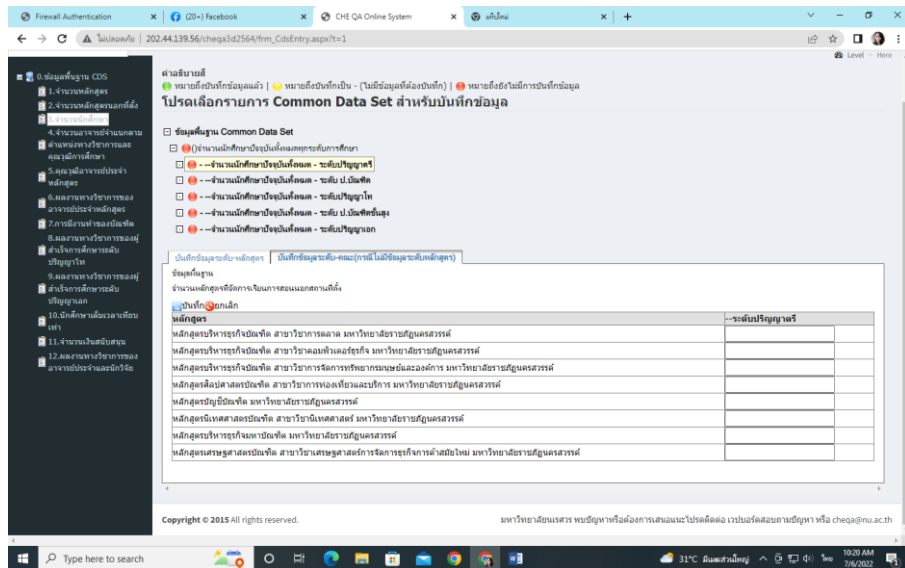 Firewall Authentication
(20+) Facebook
CHE QA Online System
แท็บใหม่
ไม่ปลอดภัย | 202.44.139.56/cheqa3d2564/frm_CdsEntry.aspx?t=1
Level
Here
0.ข้อมูลพื้นฐาน CDS
1.จำนวนหลักสูตร
2.จำนวนหลักสูตรนอกที่ตั้ง
3.จำนวนนักศึกษา
4.จำนวนอาจารย์จำแนกตาม
ตำแหน่งทางวิชาการและ
คุณวุฒิการศึกษา
5.คุณวุฒิอาจารย์ประจำ
หลักสูตร
6.ผลงานทางวิชาการของ
อาจารย์ประจำหลักสูตร
7.การมีงานทำของบัณฑิต
8.ผลงานทางวิชาการของผู้
สำเร็จการศึกษาระดับ
ปริญญาโท
9.ผลงานทางวิชาการของผู้
สำเร็จการศึกษาระดับ
ปริญญาเอก
10.นักศึกษาเต็มเวลาเทียบ
เท่า
11.จำนวนเงินสนับสนุน
12.ผลงานทางวิชาการของ
อาจารย์ประจำและนักวิจัย
คำอธิบายสี
หมายถึงบันทึกข้อมูลแล้ว | หมายถึงบันทึกเป็น - (ไม่มีข้อมูลที่ต้องบันทึก) | หมายถึงยังไม่มีการบันทึกข้อมูล
โปรดเลือกรายการ Common Data Set สำหรับบันทึกข้อมูล
ข้อมูลพื้นฐาน Common Data Set
()จำนวนนักศึกษาปัจจุบันทั้งหมดทุกระดับการศึกษา
- --จำนวนนักศึกษาปัจจุบันทั้งหมด - ระดับปริญญาตรี
- --จำนวนนักศึกษาปัจจุบันทั้งหมด - ระดับ ป.บัณฑิต
- --จำนวนนักศึกษาปัจจุบันทั้งหมด - ระดับปริญญาโท
- --จำนวนนักศึกษาปัจจุบันทั้งหมด - ระดับ ป.บัณฑิตชั้นสูง
- --จำนวนนักศึกษาปัจจุบันทั้งหมด - ระดับปริญญาเอก
บันทึกข้อมูลระดับ-หลักสูตร บันทึกข้อมูลระดับ-คณะ(กรณีไม่มีข้อมูลระดับหลักสูตร)
ข้อมูลพื้นฐาน
จำนวนหลักสูตรที่จัดการเรียนการสอนนอกสถานที่ตั้ง
บันทึก ยกเลิก
หลักสูตร --ระดับปริญญาตรี
หลักสูตรบริหารธุรกิจบัณฑิต สาขาวิชาการตลาด มหาวิทยาลัยราชภัฏนครสวรรค์
หลักสูตรบริหารธุรกิจบัณฑิต สาขาวิชาคอมพิวเตอร์ธุรกิจ มหาวิทยาลัยราชภัฏนครสวรรค์
หลักสูตรบริหารธุรกิจบัณฑิต สาขาวิชาการจัดการทรัพยากรมนุษย์และองค์การ มหาวิทยาลัยราชภัฏนครสวรรค์
หลักสูตรศิลปศาสตรบัณฑิต สาขาวิชาการท่องเที่ยวและบริการ มหาวิทยาลัยราชภัฏนครสวรรค์
หลักสูตรบัญชีบัณฑิต มหาวิทยาลัยราชภัฏนครสวรรค์
หลักสูตรนิเทศศาสตรบัณฑิต สาขาวิชานิเทศศาสตร์ มหาวิทยาลัยราชภัฏนครสวรรค์
หลักสูตรบริหารธุรกิจมหาบัณฑิต มหาวิทยาลัยราชภัฏนครสวรรค์
หลักสูตรเศรษฐศาสตรบัณฑิต สาขาวิชาเศรษฐศาสตร์การจัดการธุรกิจการค้าสมัยใหม่ มหาวิทยาลัยราชภัฏนครสวรรค์
Copyright © 2015 All rights reserved.
มหาวิทยาลัยนเรศวร พบปัญหาหรือต้องการเสนอแนะโปรดติดต่อ เวปบอร์ดสอบถามปัญหา หรือ cheqa@nu.ac.th
Type here to search
31°C มีแดดส่วนใหญ่
ไทย
10:20 AM
7/6/2022